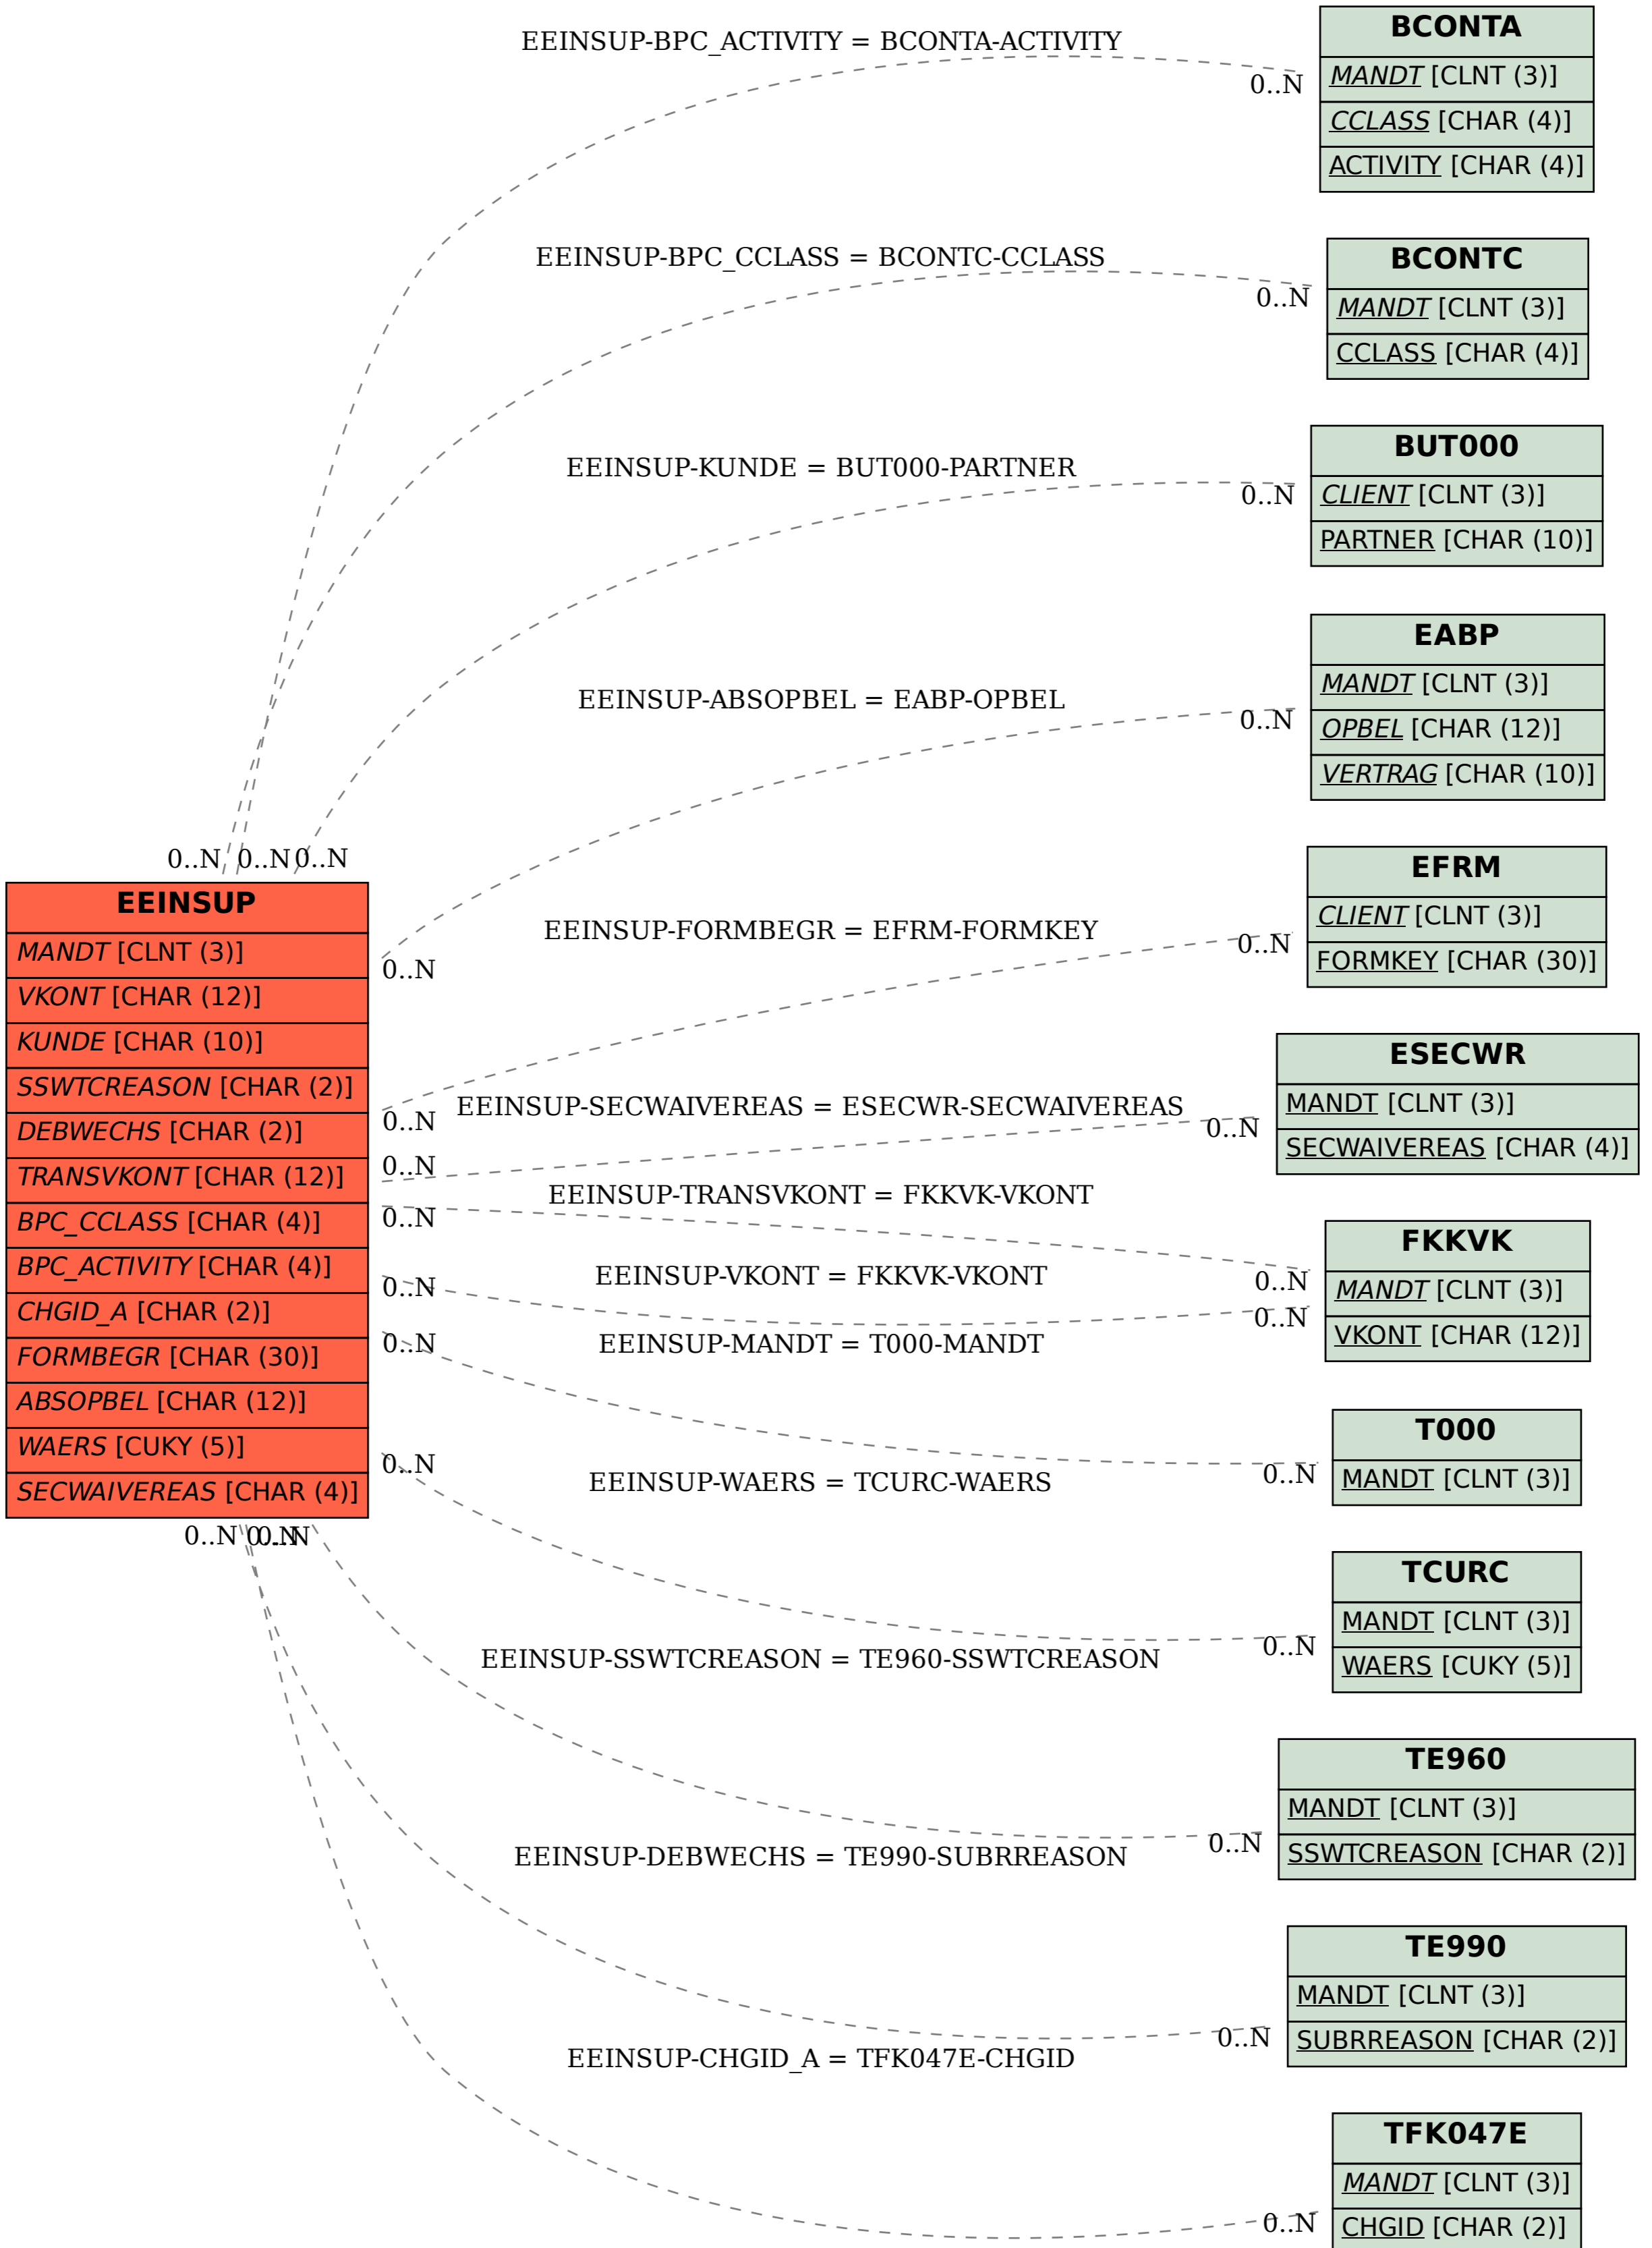 EEINSUP-BPC_ACTIVITY = BCONTA-ACTIVITY
0..N
BCONTA
MANDT [CLNT (3)]
CCLASS [CHAR (4)]
ACTIVITY [CHAR (4)]
EEINSUP-BPC_CCLASS = BCONTC-CCLASS
0..N
BCONTC
MANDT [CLNT (3)]
CCLASS [CHAR (4)]
EEINSUP-KUNDE = BUT000-PARTNER
0..N
BUT000
CLIENT [CLNT (3)]
PARTNER [CHAR (10)]
EEINSUP-ABSOPBEL = EABP-OPBEL
0..N
EABP
MANDT [CLNT (3)]
OPBEL [CHAR (12)]
VERTRAG [CHAR (10)]
0..N 0..N 0..N
EEINSUP
MANDT [CLNT (3)]
VKONT [CHAR (12)]
KUNDE [CHAR (10)]
SSWTCREASON [CHAR (2)]
DEBWECHS [CHAR (2)]
TRANSVKONT [CHAR (12)]
BPC_CCLASS [CHAR (4)]
BPC_ACTIVITY [CHAR (4)]
CHGID_A [CHAR (2)]
FORMBEGR [CHAR (30)]
ABSOPBEL [CHAR (12)]
WAERS [CUKY (5)]
SECWAIVEREAS [CHAR (4)]
0..N
0..N
0..N
0..N
0..N
0..N
0..N
0..N 0..N 0..N
EEINSUP-FORMBEGR = EFRM-FORMKEY
0..N
EFRM
CLIENT [CLNT (3)]
FORMKEY [CHAR (30)]
EEINSUP-SECWAIVEREAS = ESECWR-SECWAIVEREAS
0..N
ESECWR
MANDT [CLNT (3)]
SECWAIVEREAS [CHAR (4)]
EEINSUP-TRANSVKONT = FKKVK-VKONT
0..N
EEINSUP-VKONT = FKKVK-VKONT
0..N
FKKVK
MANDT [CLNT (3)]
VKONT [CHAR (12)]
EEINSUP-MANDT = T000-MANDT
0..N
T000
MANDT [CLNT (3)]
EEINSUP-WAERS = TCURC-WAERS
0..N
TCURC
MANDT [CLNT (3)]
WAERS [CUKY (5)]
EEINSUP-SSWTCREASON = TE960-SSWTCREASON
0..N
TE960
MANDT [CLNT (3)]
SSWTCREASON [CHAR (2)]
EEINSUP-DEBWECHS = TE990-SUBRREASON
0..N
TE990
MANDT [CLNT (3)]
SUBRREASON [CHAR (2)]
EEINSUP-CHGID_A = TFK047E-CHGID
0..N
TFK047E
MANDT [CLNT (3)]
CHGID [CHAR (2)]